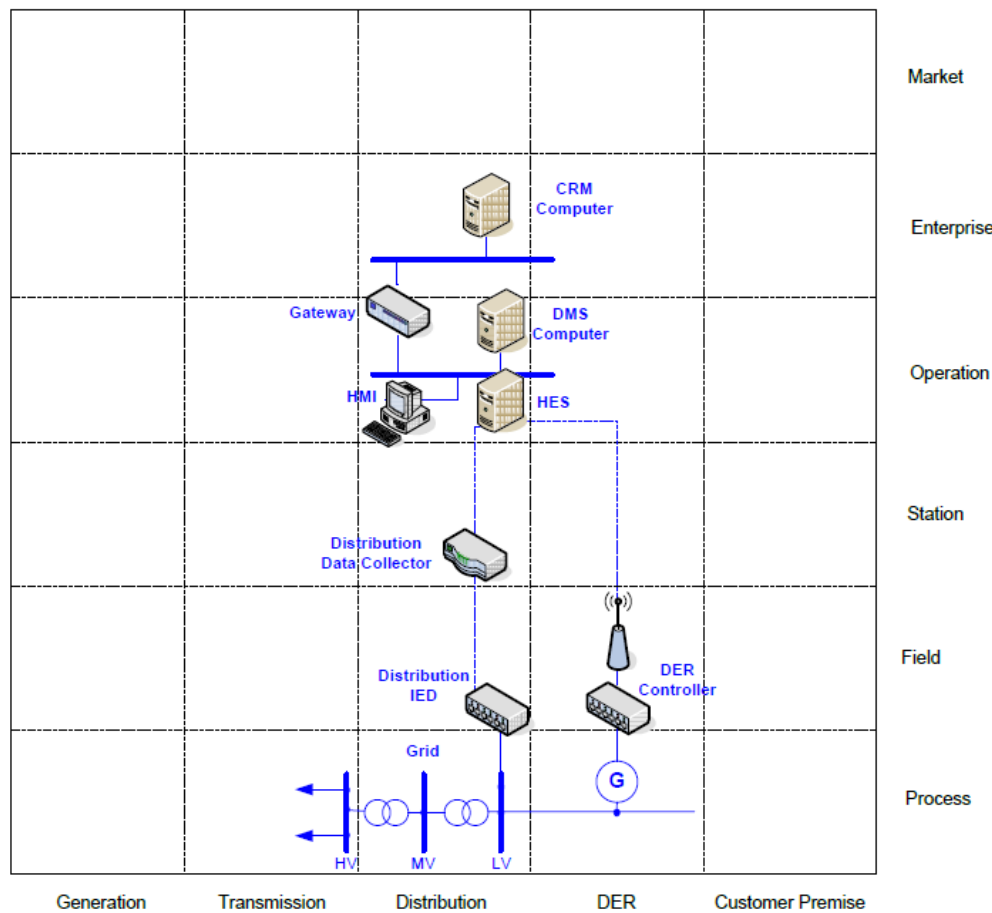 Market
CRM
Computer
Enterprise
Gateway
DMS
Computer
Operation
HMI
HES
Station
Distribution
Data Collector
Field
Distribution
IED
DER
Controller
Grid
G
Process
HV
MV
LV
Generation
Transmission
Distribution
DER
Customer Premise